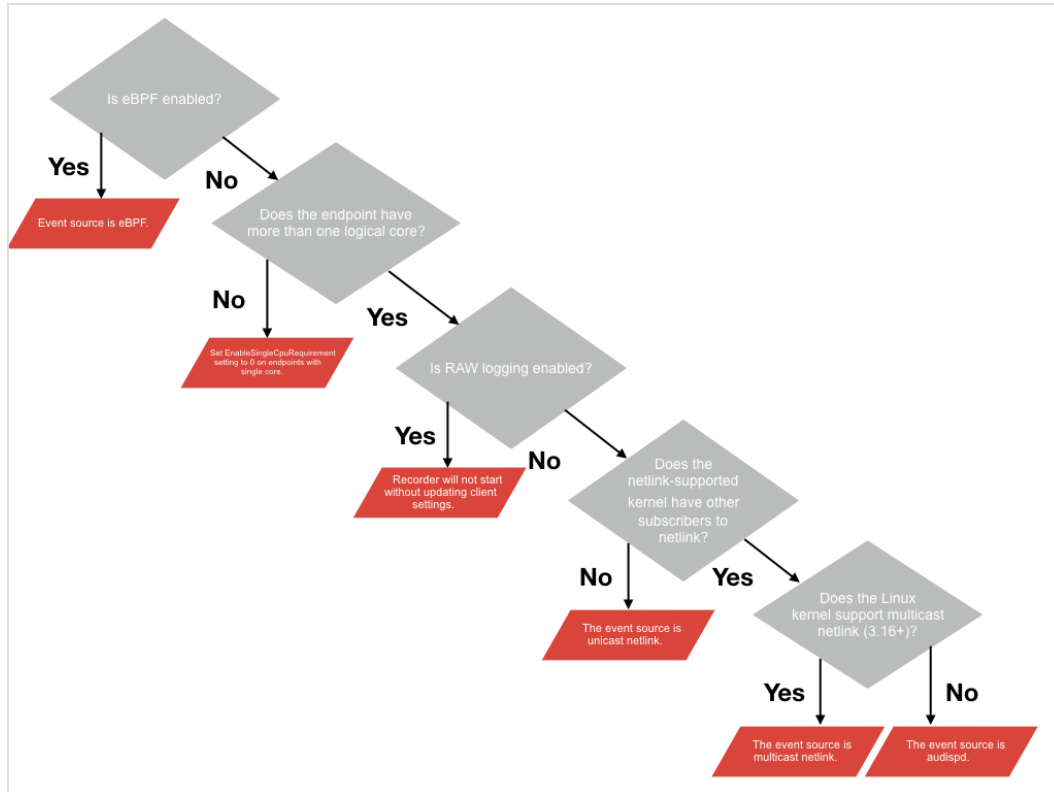 Is eBPF enabled?
Yes
No
Event source is eBPF.
Does the endpoint have
more than one logical core?
No
Yes
Set EnableSingleCpuRequirement
setting to 0 on endpoints with
single core.
Is RAW logging enabled?
Yes
No
Recorder will not start
without updating client
settings.
Does the
netlink-supported
kernel have other
subscribers to
netlink?
No
Yes
The event source is
unicast netlink.
Does the Linux
kernel support multicast
netlink (3.16+)?
Yes
No
The event source is
multicast netlink.
The event source is
audispd.